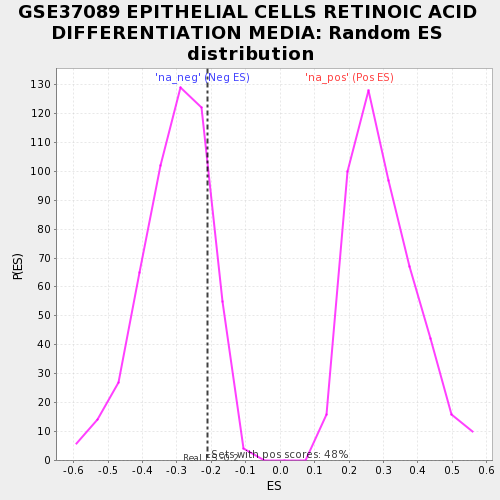 GSE37089 EPITHELIAL CELLS RETINOIC ACID
DIFFERENTIATION MEDIA: Random ES
distribution
'na_neg' (Neg ES)
'na_pos' (Pos ES)
130
120
110
100
90
80
70
60
50
40
30
20
10
0
P(ES)
Sets with pos scores: 48%
Real
-0.6 -0.5 -0.4 -0.3 -0.2 -0.1 0.0 0.1 0.2 0.3 0.4 0.5 0.6
ES